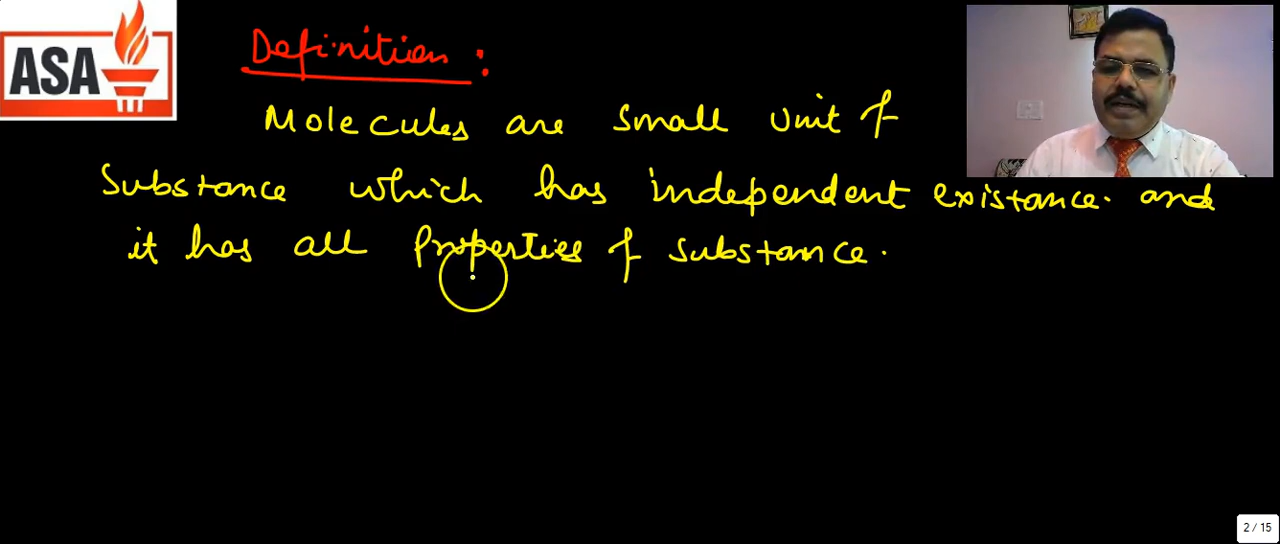 ASA
Definition :
Molecules are small unit of
Substance which has independent existance. and
it has all Properties of substance.
2 / 15